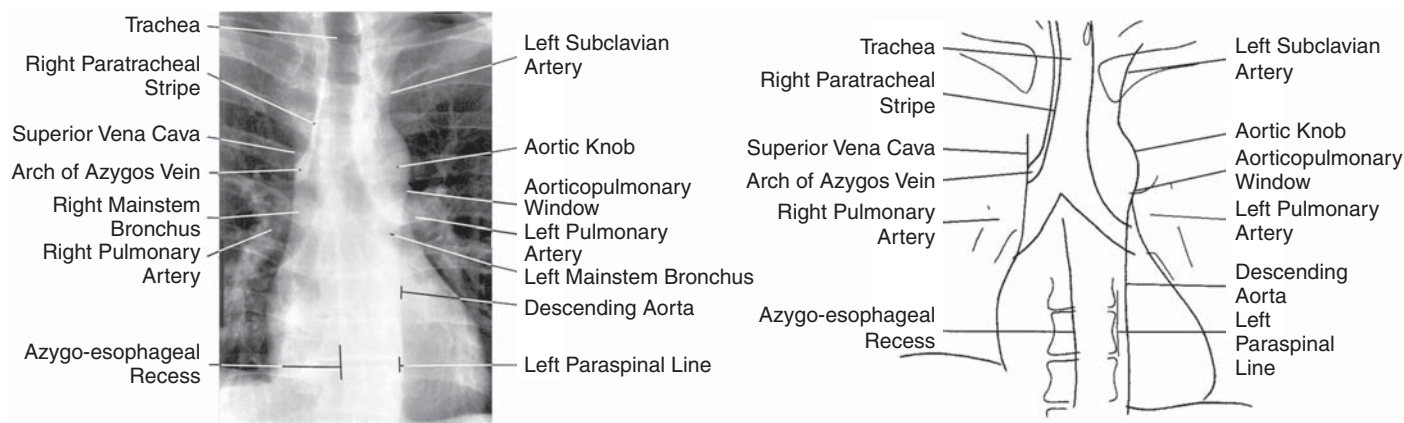 Trachea
Right Paratracheal
Stripe
Superior Vena Cava
Arch of Azygos Vein
Right Mainstem
Bronchus
Right Pulmonary
Artery
Azygo-esophageal
Recess
Left Subclavian
Artery
Aortic Knob
Aorticopulmonary
Window
Left Pulmonary
Artery
Left Mainstem Bronchus
Descending Aorta
Left Paraspinal Line
Trachea
Right Paratracheal
Stripe
Superior Vena Cava
Arch of Azygos Vein
Right Pulmonary
Artery
Azygo-esophageal
Recess
Left Subclavian
Artery
Aortic Knob
Aorticopulmonary
Window
Left Pulmonary
Artery
Descending
Aorta
Left
Paraspinal
Line